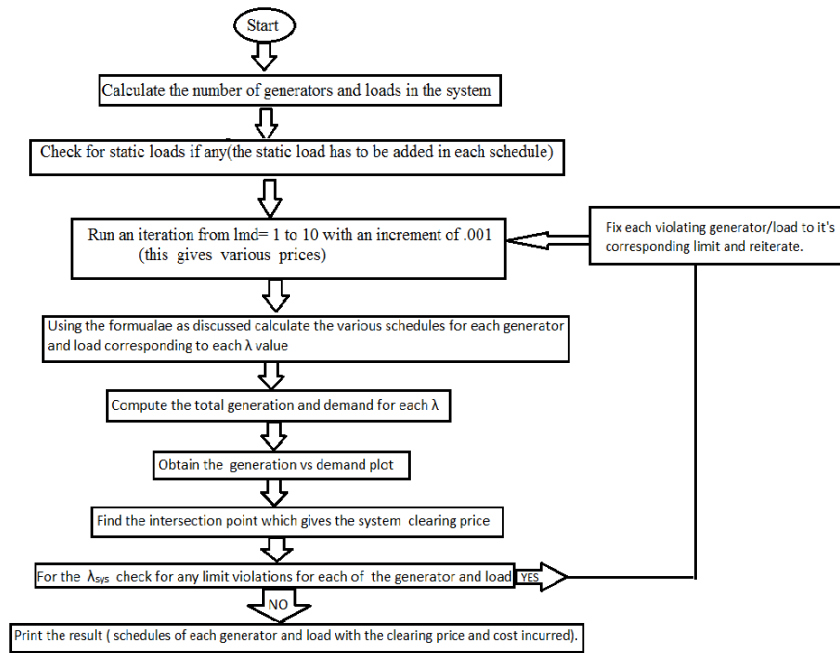 Start
Calculate the number of generators and loads in the system
Check for static loads if any(the static load has to be added in each schedule)
Run an iteration from lmd= 1 to 10 with an increment of .001
(this gives various prices)
Fix each violating generator/load to it's
corresponding limit and reiterate.
Using the formualae as discussed calculate the various schedules for each generator
and load corresponding to each λ value
Compute the total generation and demand for each λ
Obtain the generation vs demand plot
Find the intersection point which gives the system clearing price
For the λsys check for any limit violations for each of the generator and load
YES
NO
Print the result ( schedules of each generator and load with the clearing price and cost incurred).